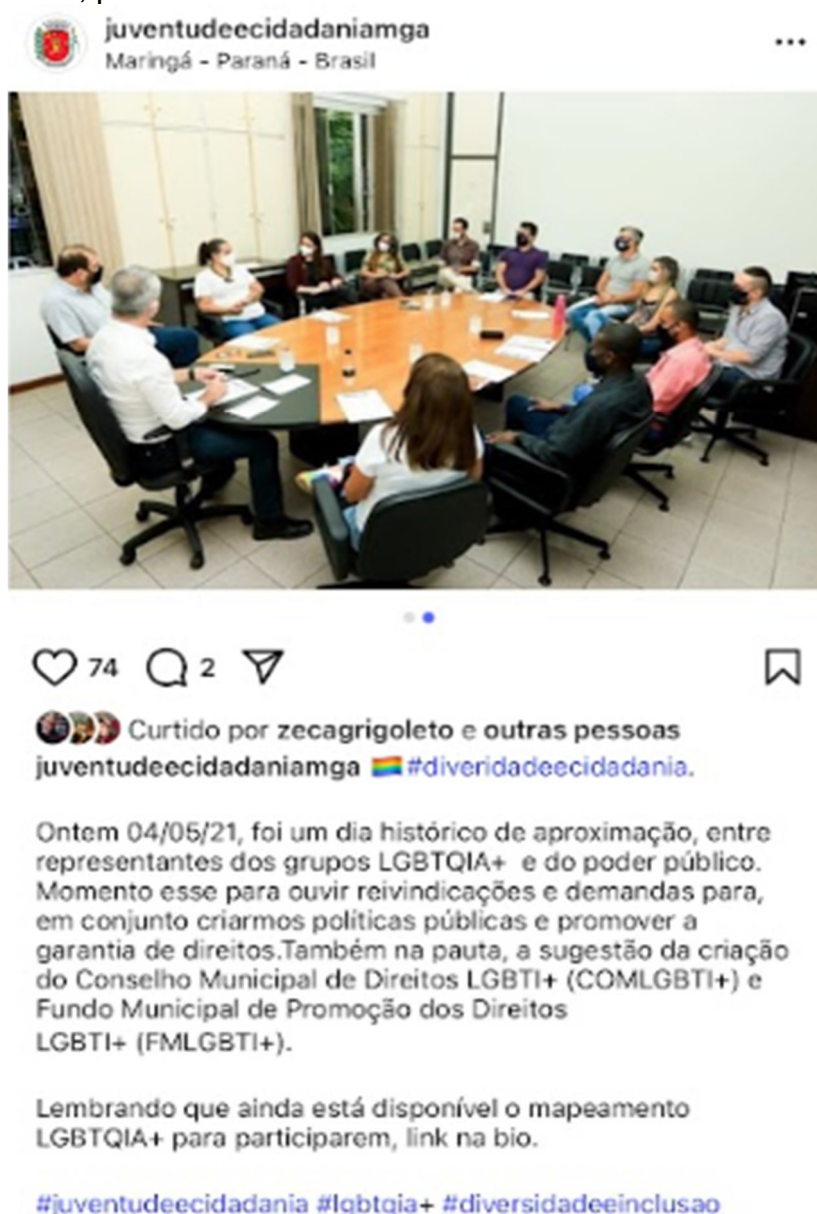 juventudeecidadaniamga
Maringá - Paraná - Brasil
74 2
Curtido por zecagrigoleto e outras pessoas
juventudeecidadaniamga 🏳️‍🌈#diveridadeecidadania.
Ontem 04/05/21, foi um dia histórico de aproximação, entre
representantes dos grupos LGBTQIA+ e do poder público.
Momento esse para ouvir reivindicações e demandas para,
em conjunto criarmos políticas públicas e promover a
garantia de direitos.Também na pauta, a sugestão da criação
do Conselho Municipal de Direitos LGBTI+ (COMLGBTI+) e
Fundo Municipal de Promoção dos Direitos
LGBTI+ (FMLGBTI+).
Lembrando que ainda está disponível o mapeamento
LGBTQIA+ para participarem, link na bio.
#juventudeecidadania #lgbtqia+ #diversidadeeinclusao